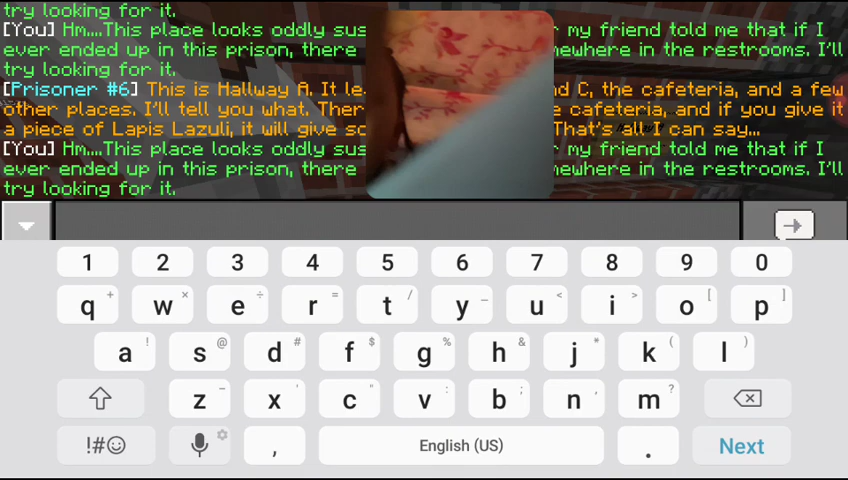 try looking for it.
[You] Hm....This place looks oddly sus my friend told me that if I
ever ended up in this prison, there mewhere in the restrooms. I'll
try looking for it.
[Prisoner #6] This is Hallway A. It le nd C, the cafeteria, and a few
other places. I'll tell you what. Ther e cafeteria, and if you give it
a piece of Lapis Lazuli, it will give so That's all I can say...
[You] Hm....This place looks oddly sus my friend told me that if I
ever ended up in this prison, there mewhere in the restrooms. I'll
try looking for it.
1 2 3 4 5 6 7 8 9 0
q + w × e ÷ r = t / y _ u < i > o [ p ]
a ! s @ d # f $ g % h & j * k ( l )
z - x ' c " v : b ; n , m ?
!#☺ , English (US) . Next